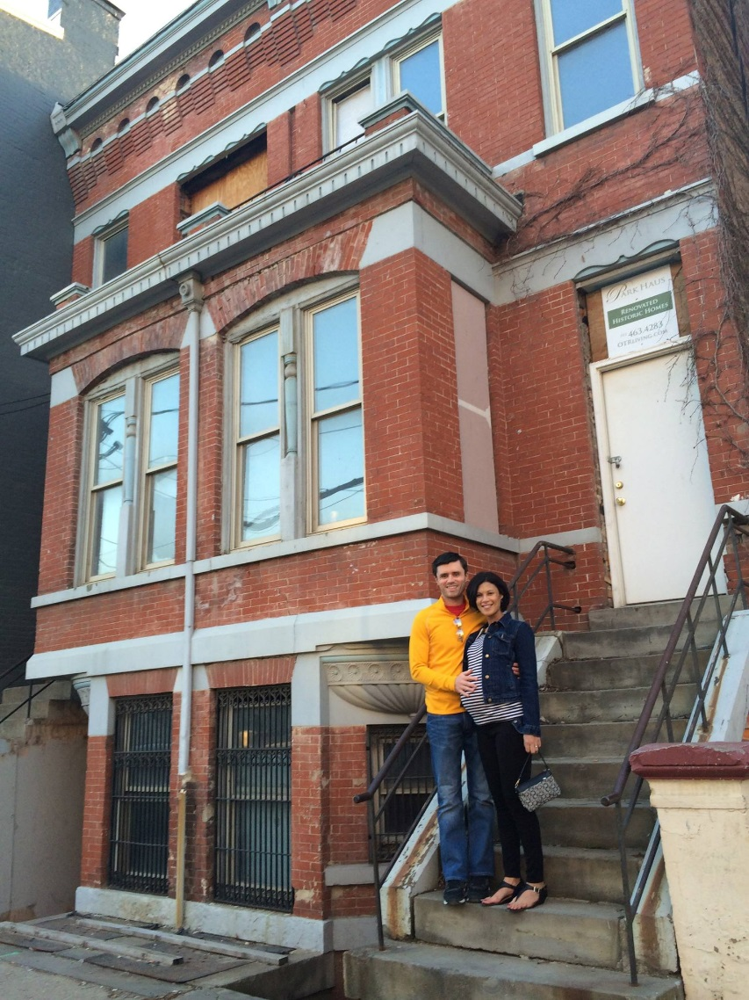 PARK HAUS
RENOVATED
HISTORIC HOMES
463.4283
OTRLIVING.COM